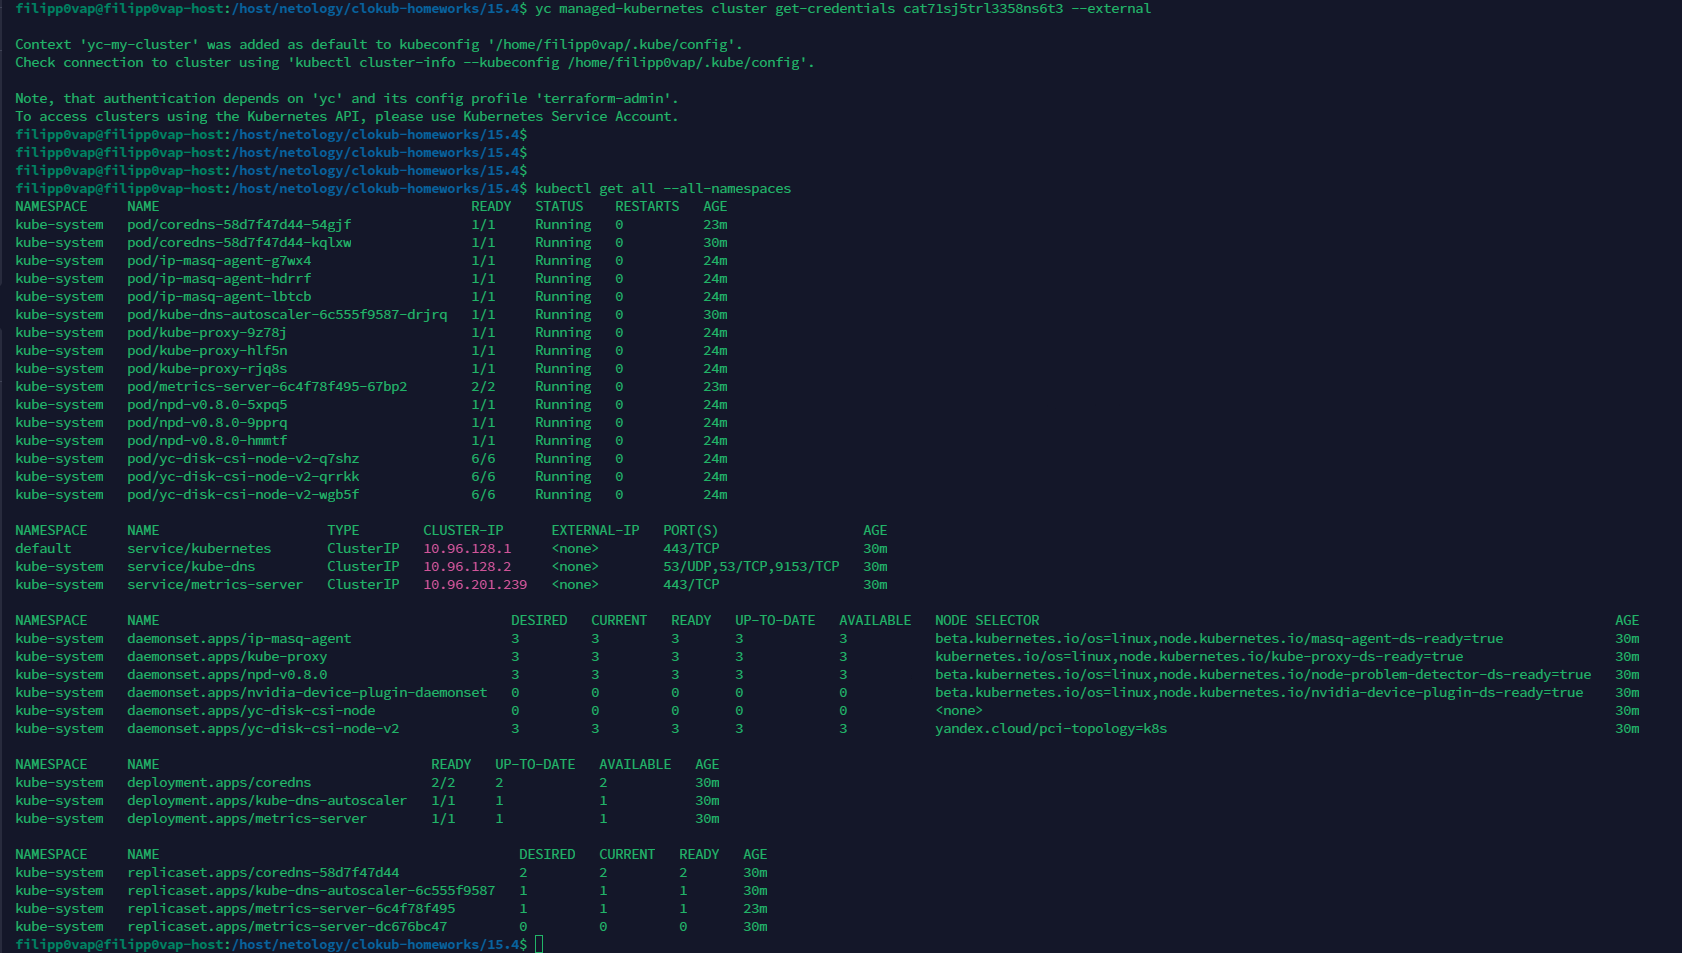 filipp0vap@filipp0vap-host:/host/netology/clokub-homeworks/15.4$ yc managed-kubernetes cluster get-credentials cat71sj5trl3358ns6t3 --external

Context 'yc-my-cluster' was added as default to kubeconfig '/home/filipp0vap/.kube/config'.
Check connection to cluster using 'kubectl cluster-info --kubeconfig /home/filipp0vap/.kube/config'.

Note, that authentication depends on 'yc' and its config profile 'terraform-admin'.
To access clusters using the Kubernetes API, please use Kubernetes Service Account.
filipp0vap@filipp0vap-host:/host/netology/clokub-homeworks/15.4$
filipp0vap@filipp0vap-host:/host/netology/clokub-homeworks/15.4$
filipp0vap@filipp0vap-host:/host/netology/clokub-homeworks/15.4$
filipp0vap@filipp0vap-host:/host/netology/clokub-homeworks/15.4$ kubectl get all --all-namespaces
NAMESPACE     NAME                                       READY   STATUS    RESTARTS   AGE
kube-system   pod/coredns-58d7f47d44-54gjf               1/1     Running   0          23m
kube-system   pod/coredns-58d7f47d44-kqlxw               1/1     Running   0          30m
kube-system   pod/ip-masq-agent-g7wx4                    1/1     Running   0          24m
kube-system   pod/ip-masq-agent-hdrrf                    1/1     Running   0          24m
kube-system   pod/ip-masq-agent-lbtcb                    1/1     Running   0          24m
kube-system   pod/kube-dns-autoscaler-6c555f9587-drjrq   1/1     Running   0          30m
kube-system   pod/kube-proxy-9z78j                       1/1     Running   0          24m
kube-system   pod/kube-proxy-hlf5n                       1/1     Running   0          24m
kube-system   pod/kube-proxy-rjq8s                       1/1     Running   0          24m
kube-system   pod/metrics-server-6c4f78f495-67bp2        2/2     Running   0          23m
kube-system   pod/npd-v0.8.0-5xpq5                       1/1     Running   0          24m
kube-system   pod/npd-v0.8.0-9pprq                       1/1     Running   0          24m
kube-system   pod/npd-v0.8.0-hmmtf                       1/1     Running   0          24m
kube-system   pod/yc-disk-csi-node-v2-q7shz              6/6     Running   0          24m
kube-system   pod/yc-disk-csi-node-v2-qrrkk              6/6     Running   0          24m
kube-system   pod/yc-disk-csi-node-v2-wgb5f              6/6     Running   0          24m

NAMESPACE     NAME                     TYPE        CLUSTER-IP      EXTERNAL-IP   PORT(S)                  AGE
default       service/kubernetes       ClusterIP   10.96.128.1     <none>        443/TCP                  30m
kube-system   service/kube-dns         ClusterIP   10.96.128.2     <none>        53/UDP,53/TCP,9153/TCP   30m
kube-system   service/metrics-server   ClusterIP   10.96.201.239   <none>        443/TCP                  30m

NAMESPACE     NAME                                            DESIRED   CURRENT   READY   UP-TO-DATE   AVAILABLE   NODE SELECTOR   AGE
kube-system   daemonset.apps/ip-masq-agent                    3         3         3       3            3           beta.kubernetes.io/os=linux,node.kubernetes.io/masq-agent-ds-ready=true   30m
kube-system   daemonset.apps/kube-proxy                       3         3         3       3            3           kubernetes.io/os=linux,node.kubernetes.io/kube-proxy-ds-ready=true   30m
kube-system   daemonset.apps/npd-v0.8.0                       3         3         3       3            3           beta.kubernetes.io/os=linux,node.kubernetes.io/node-problem-detector-ds-ready=true   30m
kube-system   daemonset.apps/nvidia-device-plugin-daemonset   0         0         0       0            0           beta.kubernetes.io/os=linux,node.kubernetes.io/nvidia-device-plugin-ds-ready=true   30m
kube-system   daemonset.apps/yc-disk-csi-node                 0         0         0       0            0           <none>   30m
kube-system   daemonset.apps/yc-disk-csi-node-v2              3         3         3       3            3           yandex.cloud/pci-topology=k8s   30m

NAMESPACE     NAME                                  READY   UP-TO-DATE   AVAILABLE   AGE
kube-system   deployment.apps/coredns               2/2     2            2           30m
kube-system   deployment.apps/kube-dns-autoscaler   1/1     1            1           30m
kube-system   deployment.apps/metrics-server        1/1     1            1           30m

NAMESPACE     NAME                                             DESIRED   CURRENT   READY   AGE
kube-system   replicaset.apps/coredns-58d7f47d44               2         2         2       30m
kube-system   replicaset.apps/kube-dns-autoscaler-6c555f9587   1         1         1       30m
kube-system   replicaset.apps/metrics-server-6c4f78f495        1         1         1       23m
kube-system   replicaset.apps/metrics-server-dc676bc47         0         0         0       30m
filipp0vap@filipp0vap-host:/host/netology/clokub-homeworks/15.4$